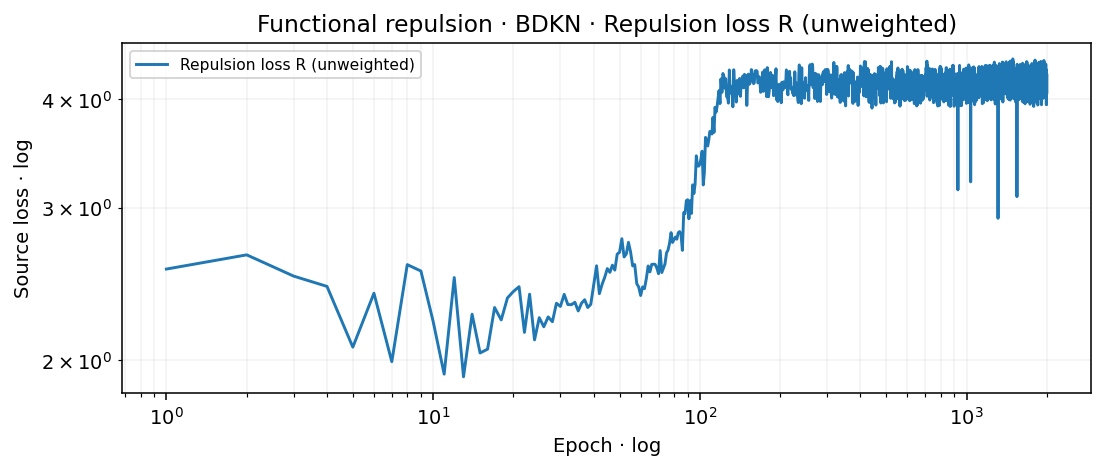 Functional repulsion · BDKN · Repulsion loss R (unweighted)
Repulsion loss R (unweighted)
Source loss · log
4 × 10⁰
3 × 10⁰
2 × 10⁰
10⁰ 10¹ 10² 10³
Epoch · log